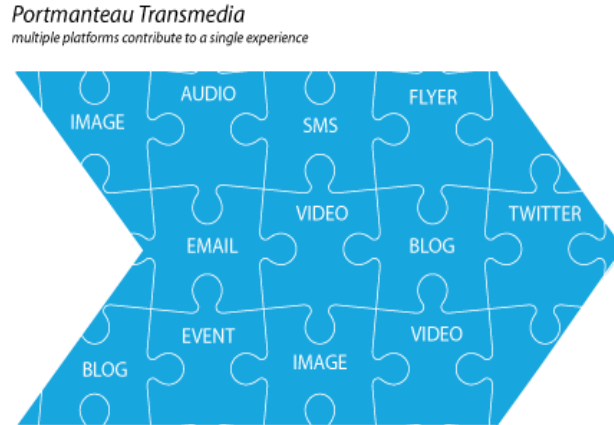 Portmanteau Transmedia
multiple platforms contribute to a single experience
IMAGE
AUDIO
SMS
FLYER
EMAIL
VIDEO
BLOG
TWITTER
BLOG
EVENT
IMAGE
VIDEO